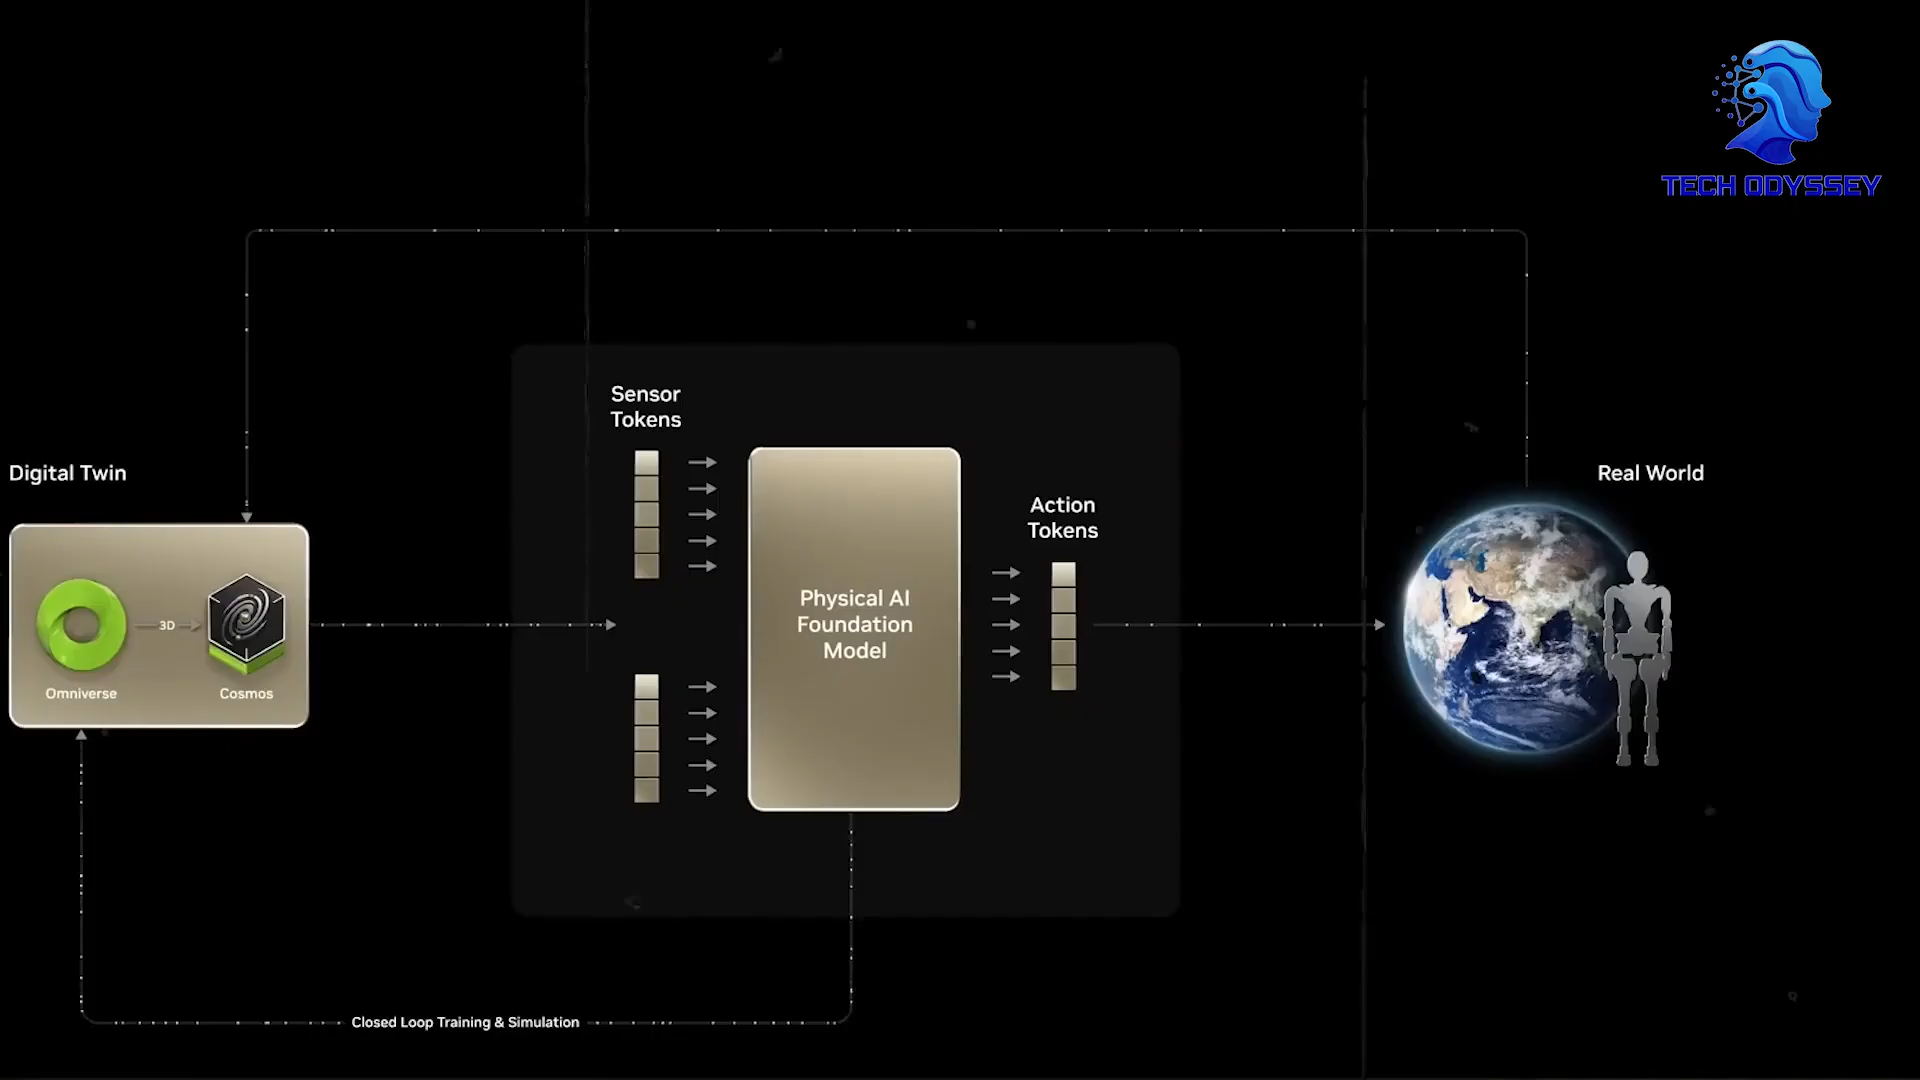 TECH ODYSSEY
Sensor
Tokens
Digital Twin
Action
Tokens
Real World
Physical AI
Foundation
Model
3D
Omniverse
Cosmos
Closed Loop Training & Simulation